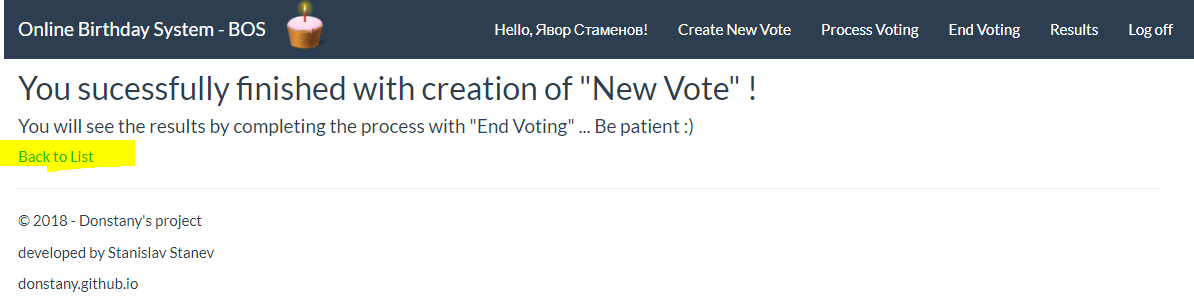 Online Birthday System - BOS Hello, Явор Стаменов! Create New Vote Process Voting End Voting Results Log off
You sucessfully finished with creation of "New Vote" !
You will see the results by completing the process with "End Voting" ... Be patient :)
Back to List
© 2018 - Donstany's project
developed by Stanislav Stanev
donstany.github.io